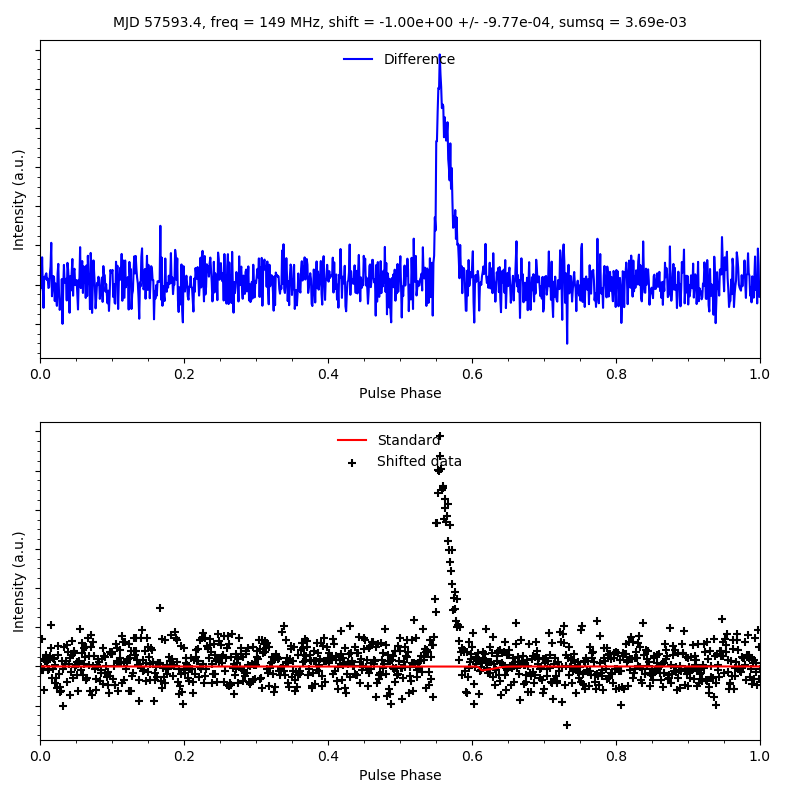 MJD 57593.4, freq = 149 MHz, shift = -1.00e+00 +/- -9.77e-04, sumsq = 3.69e-03
Difference
Intensity (a.u.)
0.0 0.2 0.4 0.6 0.8 1.0
Pulse Phase
Standard
Shifted data
Intensity (a.u.)
0.0 0.2 0.4 0.6 0.8 1.0
Pulse Phase